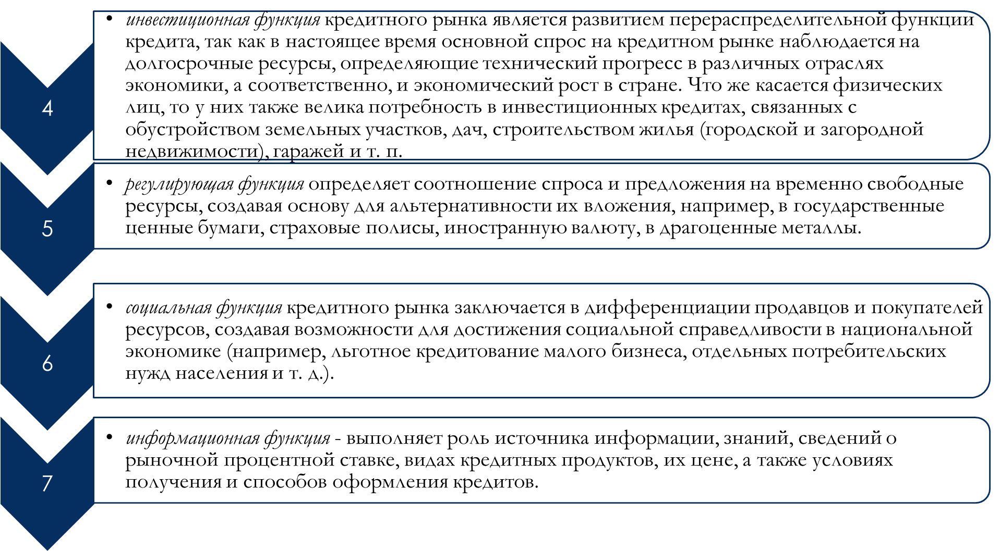 • инвестиционная функция кредитного рынка является развитием перераспределительной функции
кредита, так как в настоящее время основной спрос на кредитном рынке наблюдается на
долгосрочные ресурсы, определяющие технический прогресс в различных отраслях
экономики, а соответственно, и экономический рост в стране. Что же касается физических
лиц, то у них также велика потребность в инвестиционных кредитах, связанных с
обустройством земельных участков, дач, строительством жилья (городской и загородной
недвижимости), гаражей и т. п.
4
• регулирующая функция определяет соотношение спроса и предложения на временно свободные
ресурсы, создавая основу для альтернативности их вложения, например, в государственные
ценные бумаги, страховые полисы, иностранную валюту, в драгоценные металлы.
5
• социальная функция кредитного рынка заключается в дифференциации продавцов и покупателей
ресурсов, создавая возможности для достижения социальной справедливости в национальной
экономике (например, льготное кредитование малого бизнеса, отдельных потребительских
нужд населения и т. д.).
6
• информационная функция - выполняет роль источника информации, знаний, сведений о
рыночной процентной ставке, видах кредитных продуктов, их цене, а также условиях
получения и способов оформления кредитов.
7